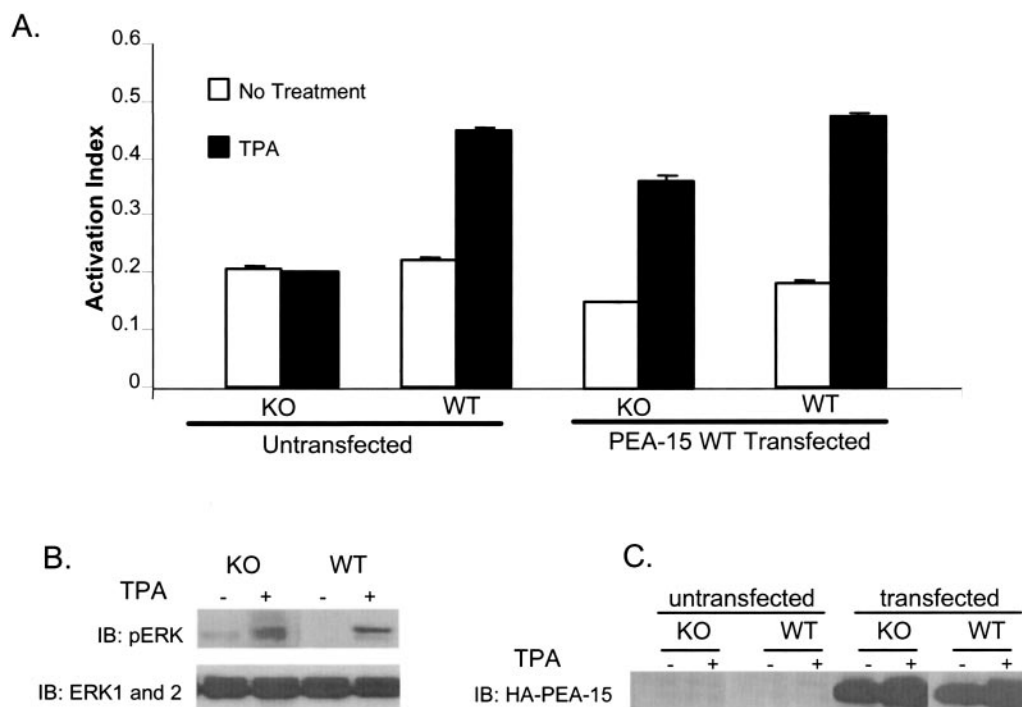 A.
0.6
0.5
0.4
0.3
0.2
0.1
0
Activation Index
No Treatment
TPA
KO WT KO WT
Untransfected PEA-15 WT Transfected
B.
KO WT
TPA - + - +
IB: pERK
IB: ERK1 and 2
C.
untransfected transfected
KO WT KO WT
TPA - + - + - + - +
IB: HA-PEA-15